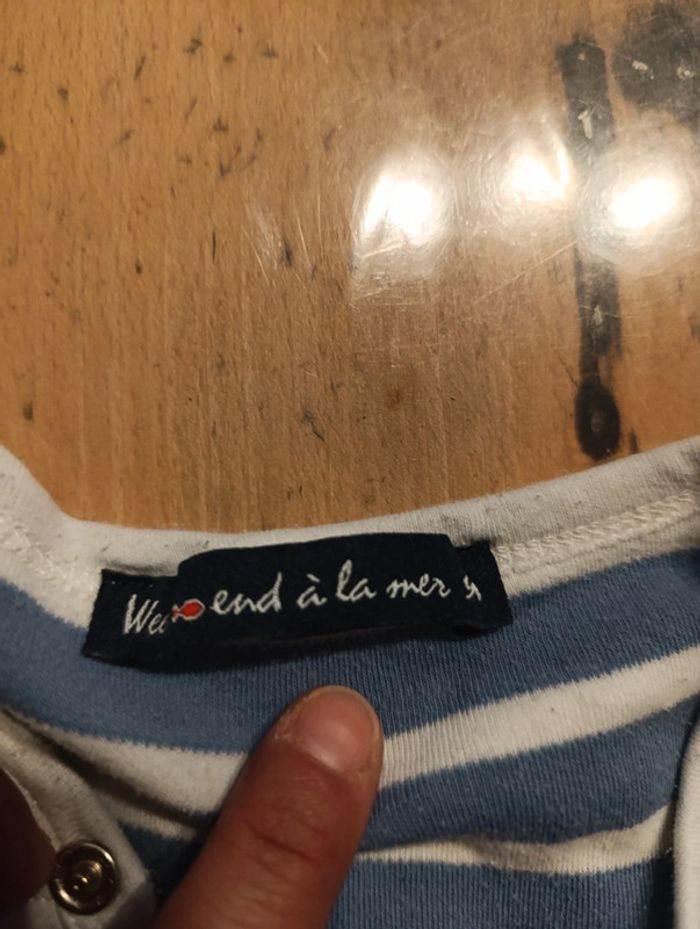 Wee end à la mer